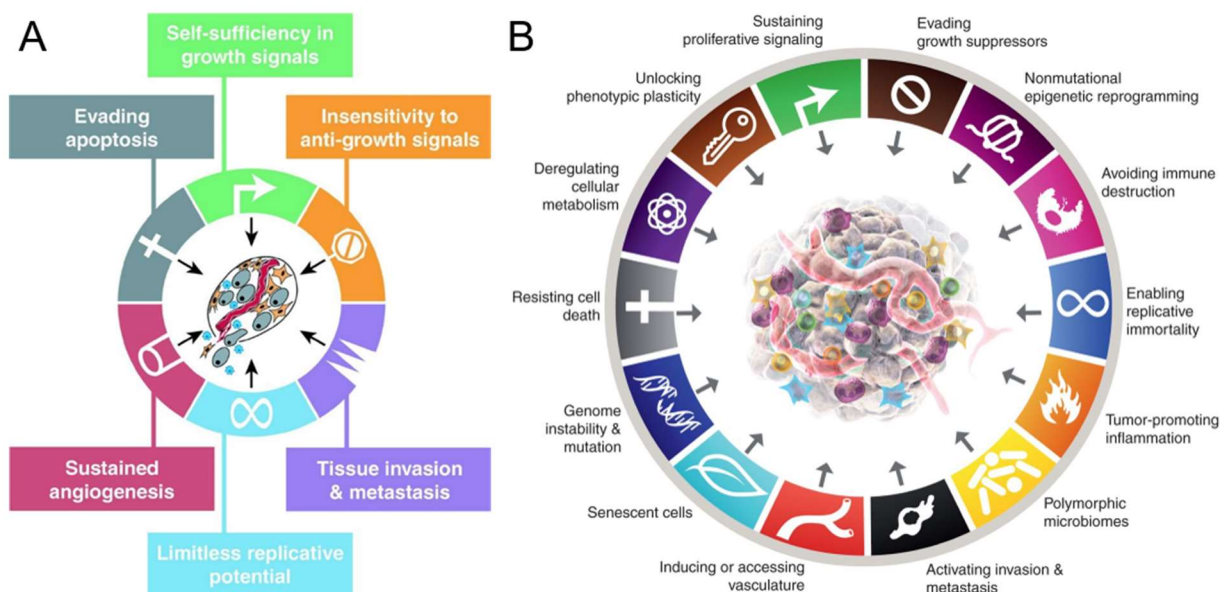 A
Self-sufficiency in
growth signals
Evading
apoptosis
Insensitivity to
anti-growth signals
Sustained
angiogenesis
Tissue invasion
& metastasis
Limitless replicative
potential
B
Sustaining
proliferative signaling
Evading
growth suppressors
Unlocking
phenotypic plasticity
Nonmutational
epigenetic reprogramming
Deregulating
cellular
metabolism
Avoiding immune
destruction
Resisting cell
death
Enabling
replicative
immortality
Genome
instability &
mutation
Tumor-promoting
inflammation
Senescent cells
Polymorphic
microbiomes
Inducing or accessing
vasculature
Activating invasion &
metastasis